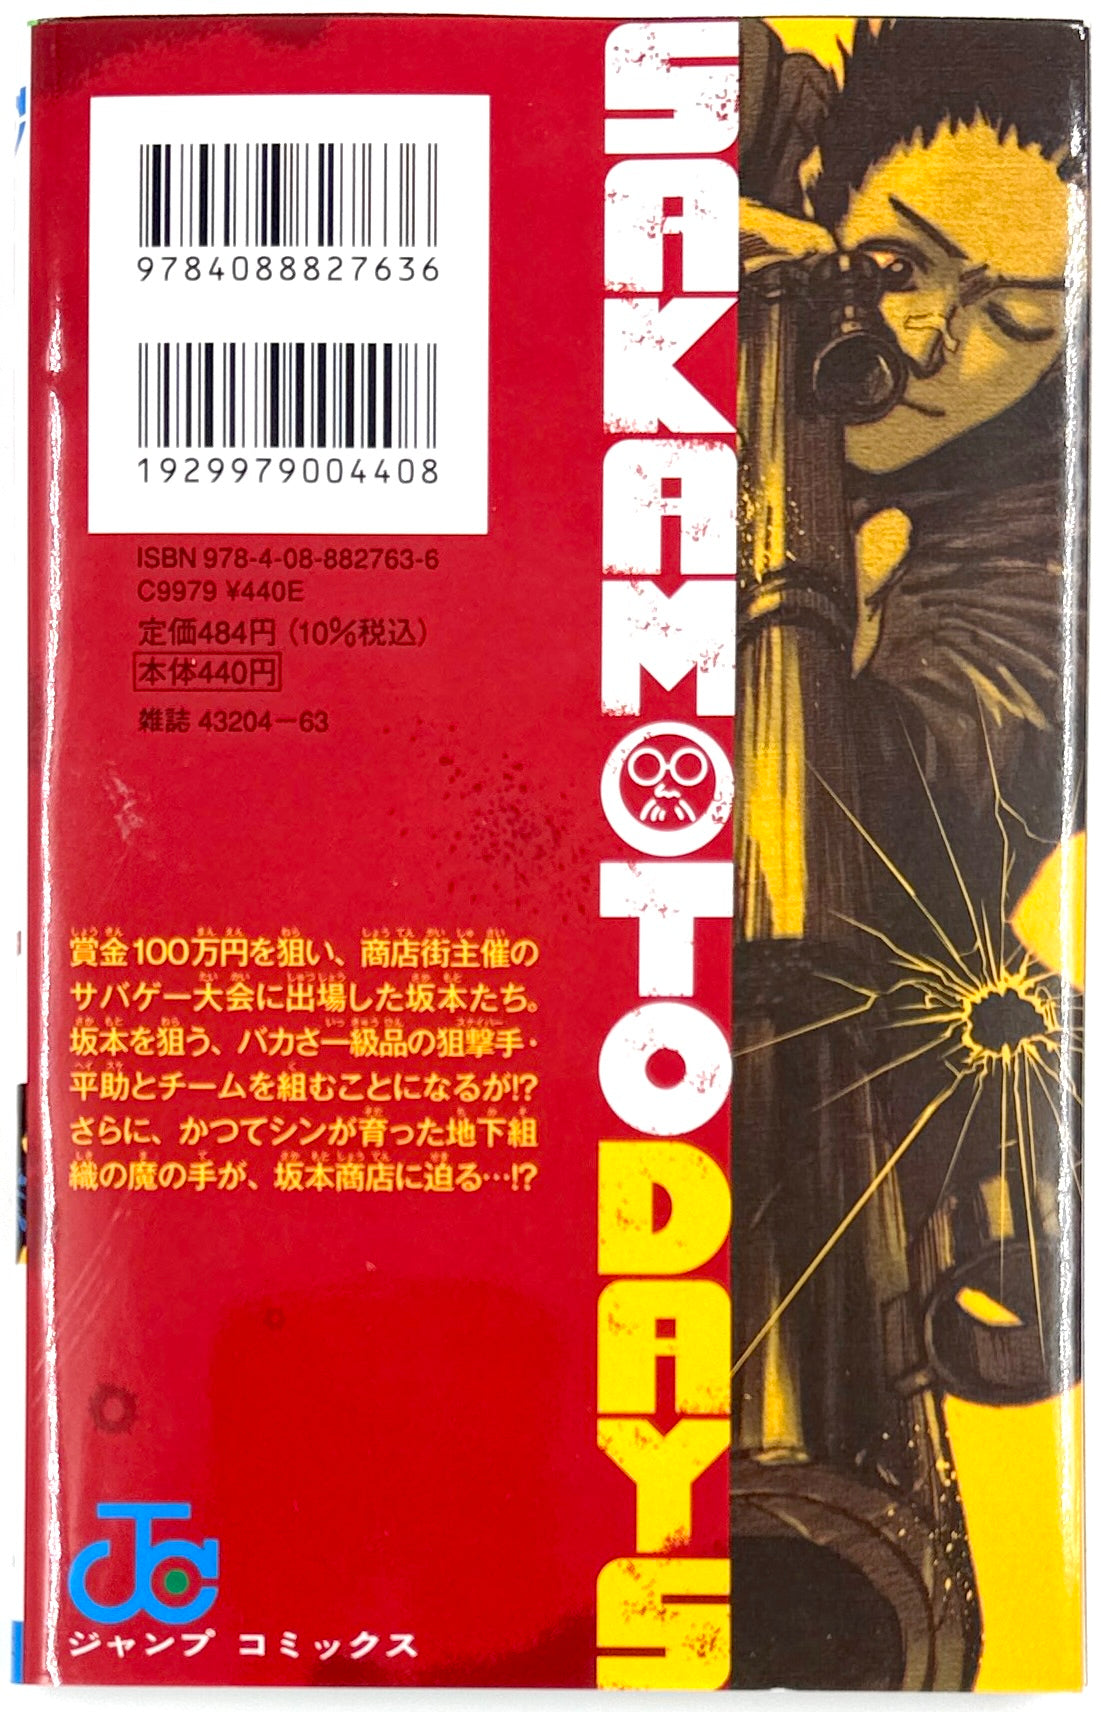 9784088827636
1929979004408
ISBN 978-4-08-882763-6
C9979 ¥440E
定価484円(10%税込)
本体440円
雑誌 43204-63
賞金100万円を狙い、商店街主催の
サバゲー大会に出場した坂本たち。
坂本を狙う、バカさ一級品の狙撃手・
平助とチームを組むことになるが!?
さらに、かつてシンが育った地下組
織の魔の手が、坂本商店に迫る…!?
JC
ジャンプ コミックス
SAKAMOTO DAYS